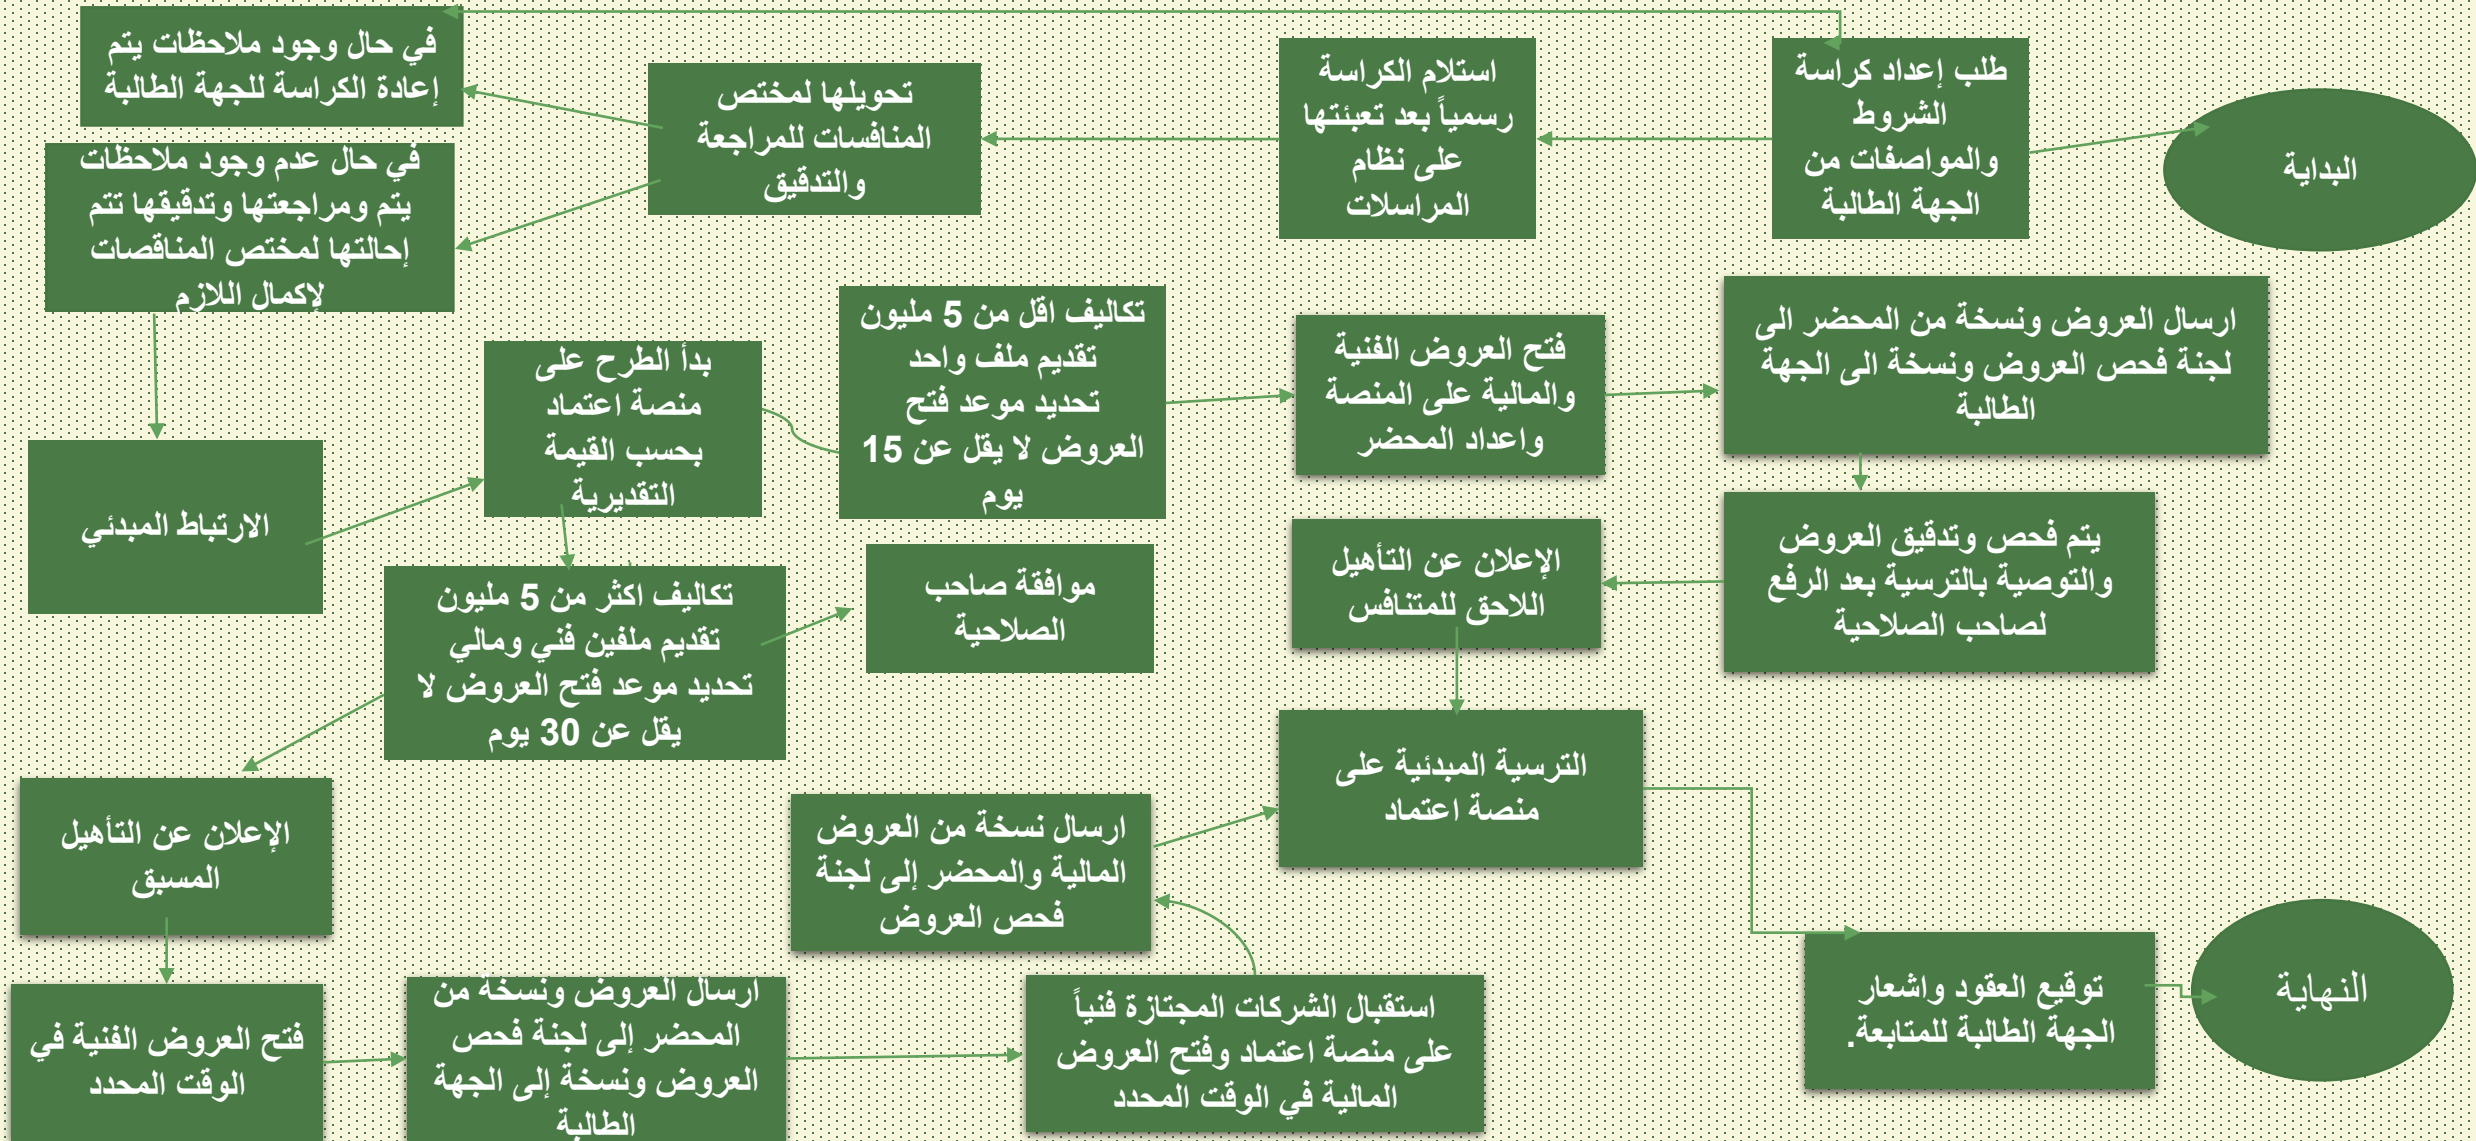 البداية
طلب إعداد كراسة
الشروط
والمواصفات من
الجهة الطالبة
استلام الكراسة
رسمياً بعد تعبئتها
على نظام
المراسلات
تحويلها لمختص
المنافسات للمراجعة
والتدقيق
في حال وجود ملاحظات يتم
إعادة الكراسة للجهة الطالبة
في حال عدم وجود ملاحظات
يتم ومراجعتها وتدقيقها تتم
إحالتها لمختص المناقصات
لإكمال اللازم
الارتباط المبدئي
بدأ الطرح على
منصة اعتماد
بحسب القيمة
التقديرية
تكاليف اقل من 5 مليون
تقديم ملف واحد
تحديد موعد فتح
العروض لا يقل عن 15
يوم
فتح العروض الفنية
والمالية على المنصة
واعداد المحضر
ارسال العروض ونسخة من المحضر الى
لجنة فحص العروض ونسخة الى الجهة
الطالبة
يتم فحص وتدقيق العروض
والتوصية بالترسية بعد الرفع
لصاحب الصلاحية
الإعلان عن التأهيل
اللاحق للمتنافس
تكاليف اكثر من 5 مليون
تقديم ملفين فني ومالي
تحديد موعد فتح العروض لا
يقل عن 30 يوم
موافقة صاحب
الصلاحية
الإعلان عن التأهيل
المسبق
فتح العروض الفنية في
الوقت المحدد
ارسال العروض ونسخة من
المحضر إلى لجنة فحص
العروض ونسخة إلى الجهة
الطالبة
استقبال الشركات المجتازة فنياً
على منصة اعتماد وفتح العروض
المالية في الوقت المحدد
ارسال نسخة من العروض
المالية والمحضر إلى لجنة
فحص العروض
الترسية المبدئية على
منصة اعتماد
توقيع العقود واشعار
الجهة الطالبة للمتابعة.
النهاية